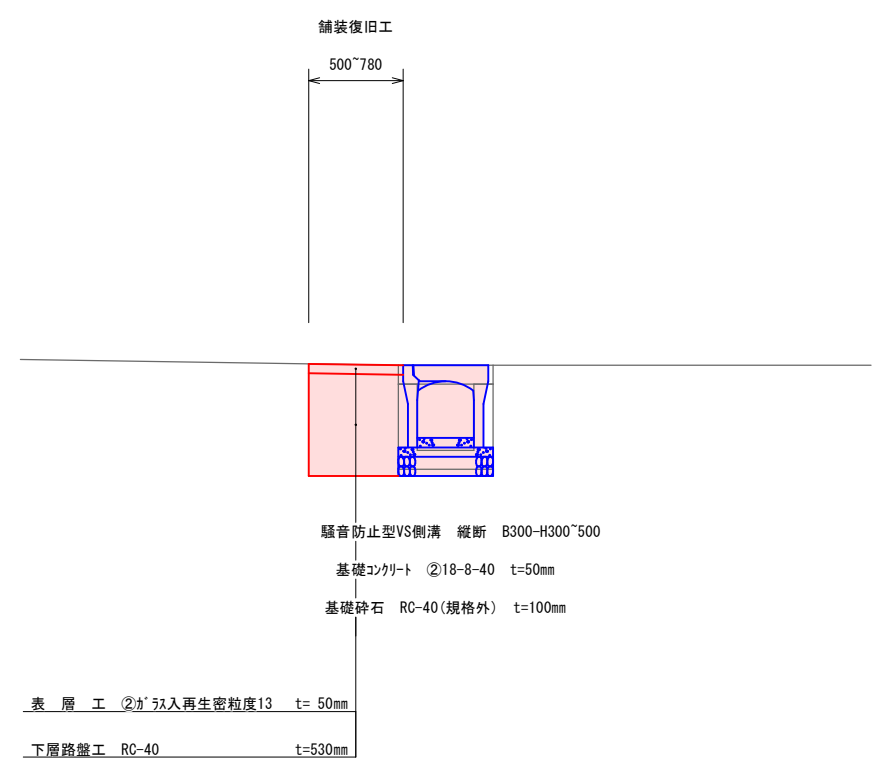 舗装復旧工
500~780
騒音防止型VS側溝　縦断　B300-H300~500
基礎ｺﾝｸﾘｰﾄ　②18-8-40　t=50mm
基礎砕石　RC-40(規格外)　t=100mm
表　層　工　②ｶﾞﾗｽ入再生密粒度13　t= 50mm
下層路盤工　RC-40　t=530mm